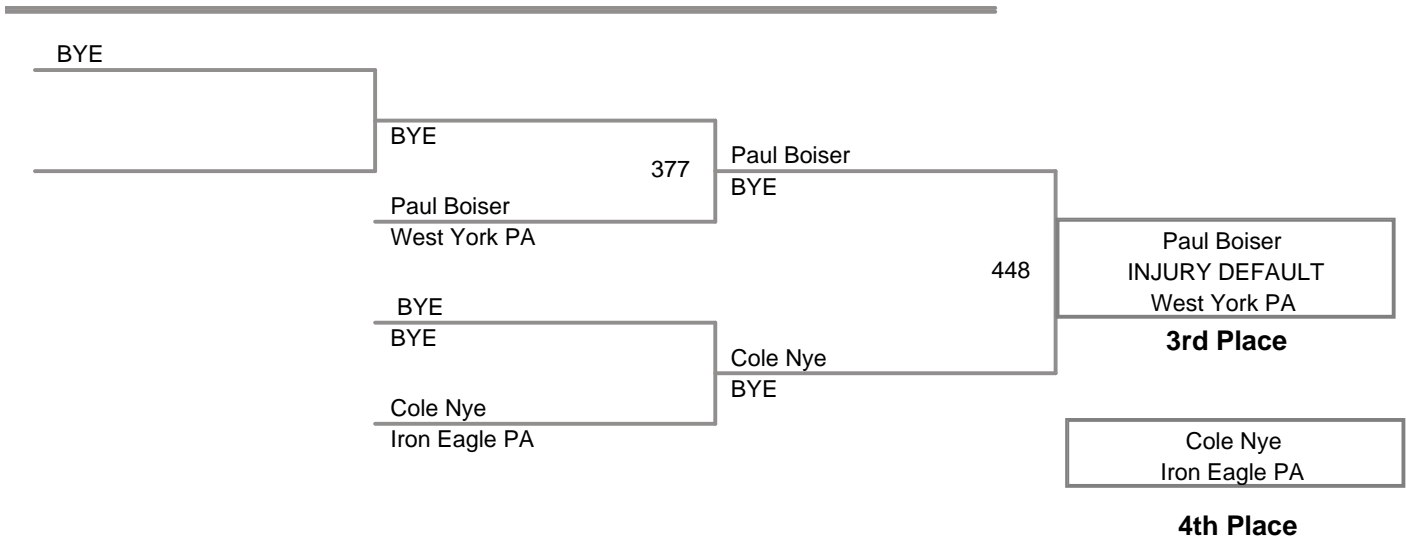 BYE
BYE
377
Paul Boiser
West York PA
Paul Boiser
BYE
BYE
BYE
Cole Nye
Iron Eagle PA
Cole Nye
BYE
448
Paul Boiser
INJURY DEFAULT
West York PA
3rd Place
Cole Nye
Iron Eagle PA
4th Place